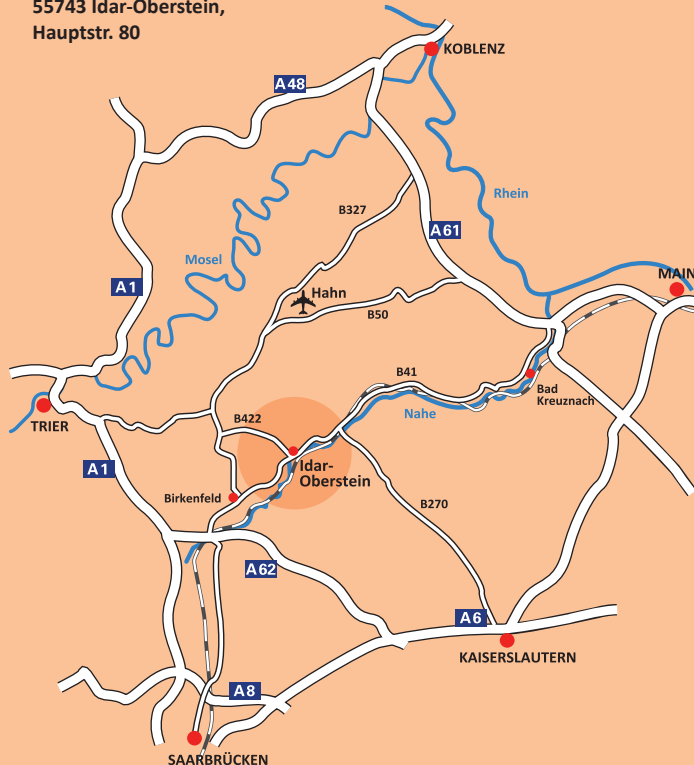 55743 Idar-Oberstein,
Hauptstr. 80
KOBLENZ
A48
Rhein
B327
A61
Mosel
MAIN
A1
Hahn
B50
B41
Bad
Kreuznach
Nahe
TRIER
B422
A1
Idar-
Oberstein
Birkenfeld
B270
A62
A6
KAISERSLAUTERN
A8
SAARBRÜCKEN